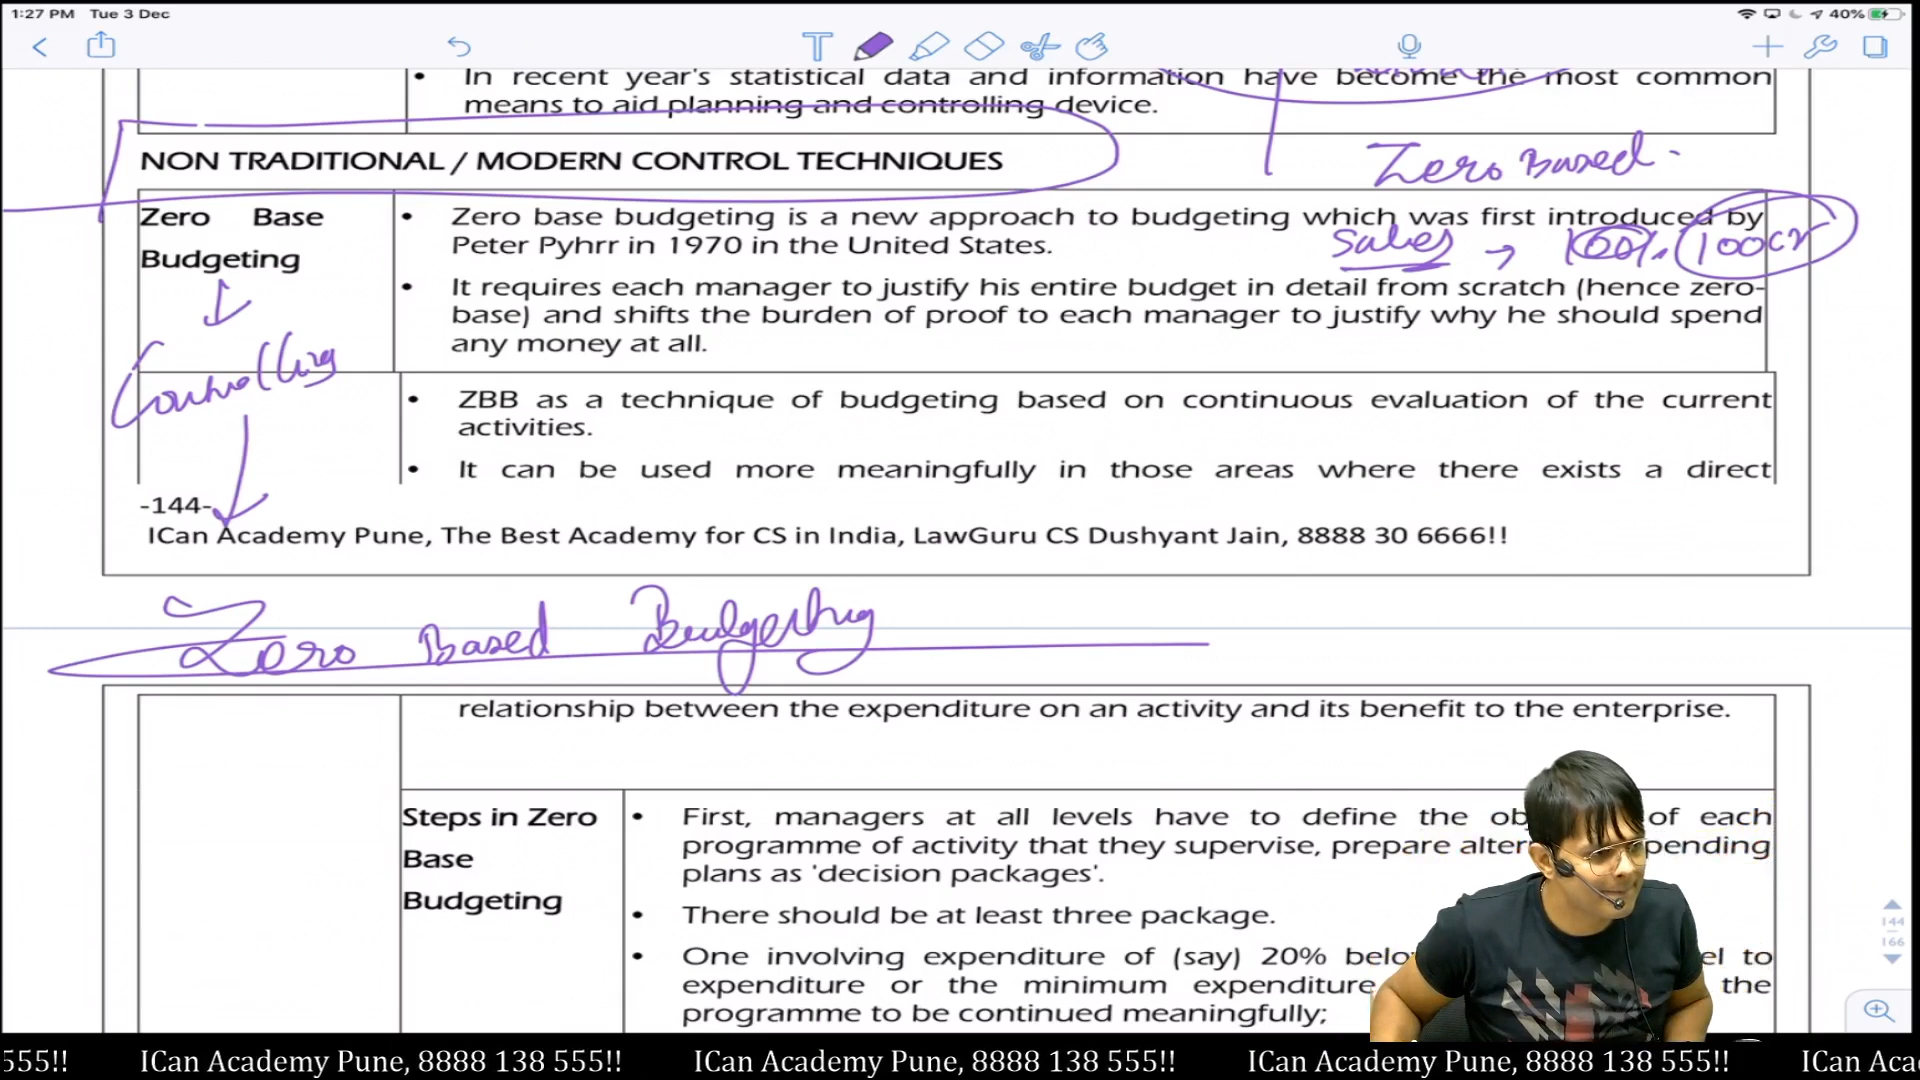 1:27 PM Tue 3 Dec
40%
In recent year's statistical data and information have become the most common
means to aid planning and controlling device.
NON TRADITIONAL / MODERN CONTROL TECHNIQUES
Zero Based.
Zero Base
Budgeting
• Zero base budgeting is a new approach to budgeting which was first introduced by
Peter Pyhrr in 1970 in the United States.
Sales → 100%. 100cr
• It requires each manager to justify his entire budget in detail from scratch (hence zero-
base) and shifts the burden of proof to each manager to justify why he should spend
any money at all.
Controlling
• ZBB as a technique of budgeting based on continuous evaluation of the current
activities.
• It can be used more meaningfully in those areas where there exists a direct
-144-
ICan Academy Pune, The Best Academy for CS in India, LawGuru CS Dushyant Jain, 8888 30 6666!!
Zero Based Budgeting
relationship between the expenditure on an activity and its benefit to the enterprise.
Steps in Zero
Base
Budgeting
• First, managers at all levels have to define the of each
programme of activity that they supervise, prepare
plans as 'decision packages'.
• There should be at least three package.
• One involving expenditure of (say) 20% to
expenditure or the minimum expenditure the
programme to be continued meaningfully;
144
166
555!! ICan Academy Pune, 8888 138 555!! ICan Academy Pune, 8888 138 555!! ICan Academy Pune, 8888 138 555!! ICan